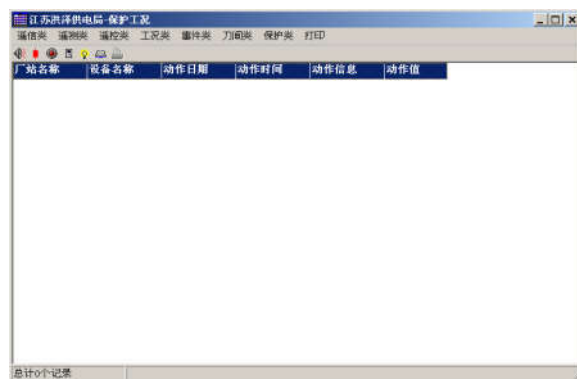 江苏洪泽供电局-保护工况
遥信类 遥测类 遥控类 工况类 事件类 刀闸类 保护类 打印
厂站名称 设备名称 动作日期 动作时间 动作信息 动作值
总计0个记录